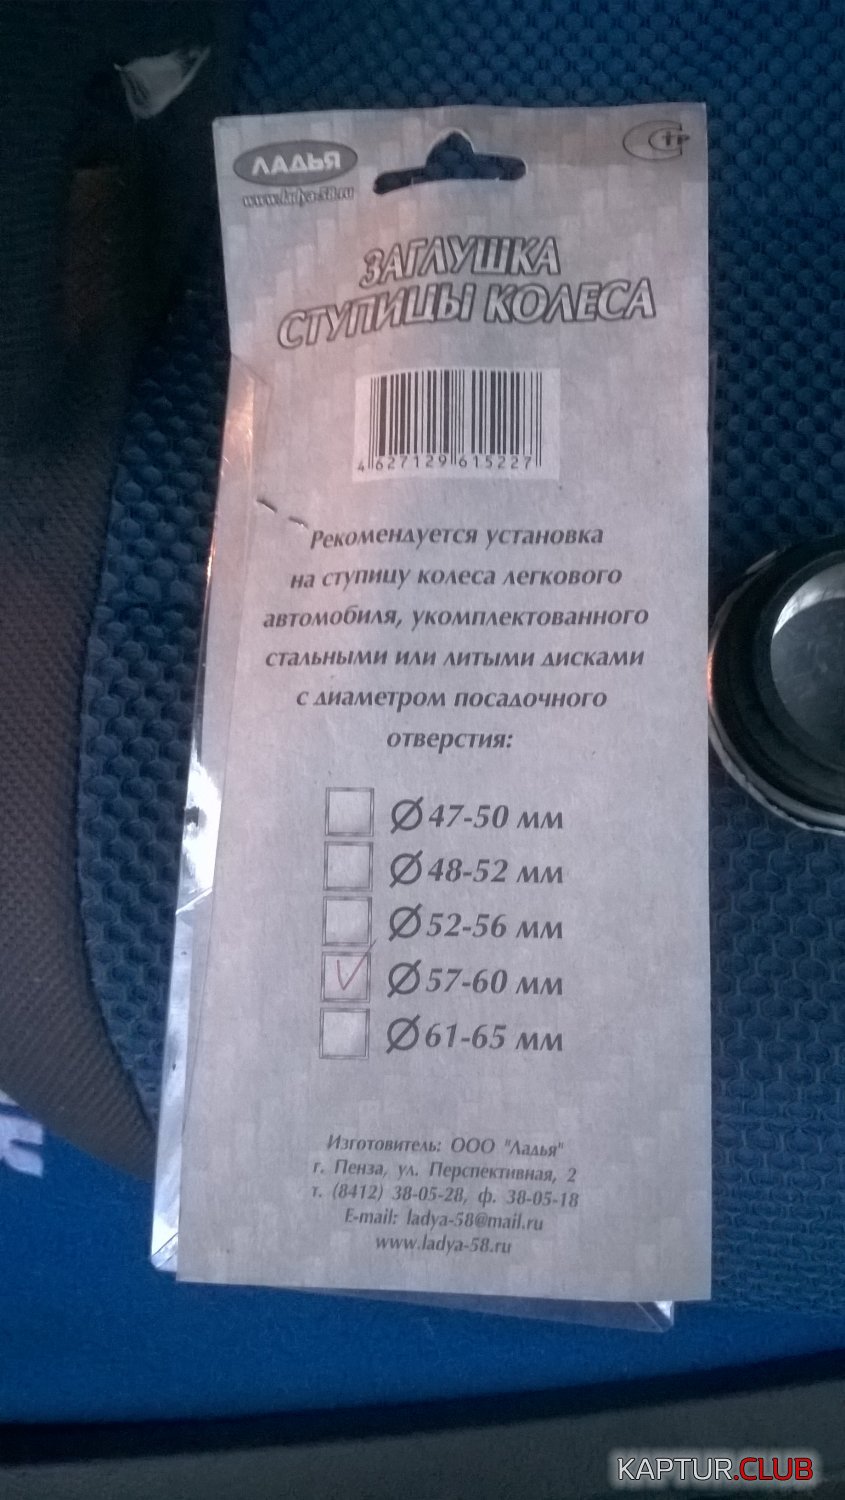 ЛАДЬЯ
www.ladya-58.ru
ЗАГЛУШКА
СТУПИЦЫ КОЛЕСА
4 627129 615227
Рекомендуется установка
на ступицу колеса легкового
автомобиля, укомплектованного
стальными или литыми дисками
с диаметром посадочного
отверстия:
Ø 47-50 мм
Ø 48-52 мм
Ø 52-56 мм
Ø 57-60 мм
Ø 61-65 мм
Изготовитель: ООО "Ладья"
г. Пенза, ул. Перспективная, 2
т. (8412) 38-05-28, ф. 38-05-18
E-mail: ladya-58@mail.ru
www.ladya-58.ru
KAPTUR.CLUB